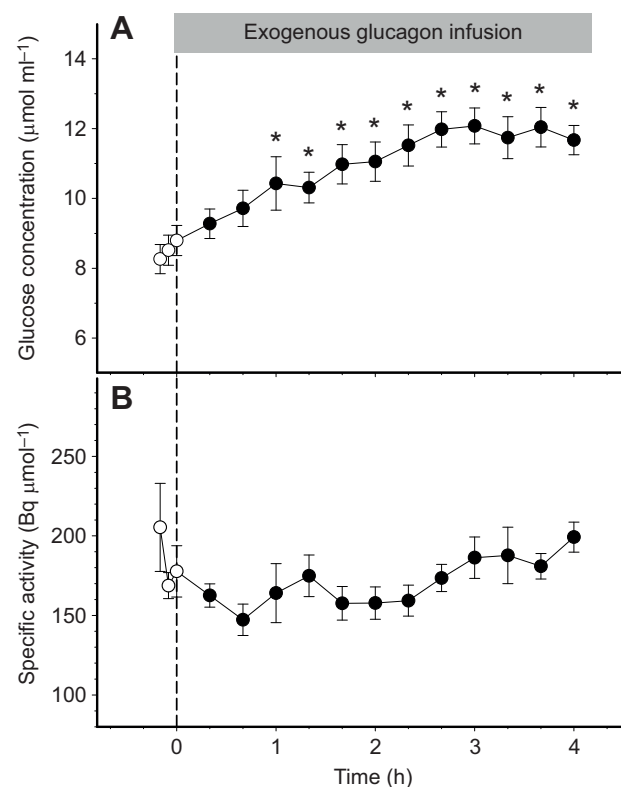 A
Exogenous glucagon infusion
Glucose concentration (μmol ml⁻¹)
14
12
10
8
6
* * * * * * * * * *
B
Specific activity (Bq μmol⁻¹)
250
200
150
100
0 1 2 3 4
Time (h)